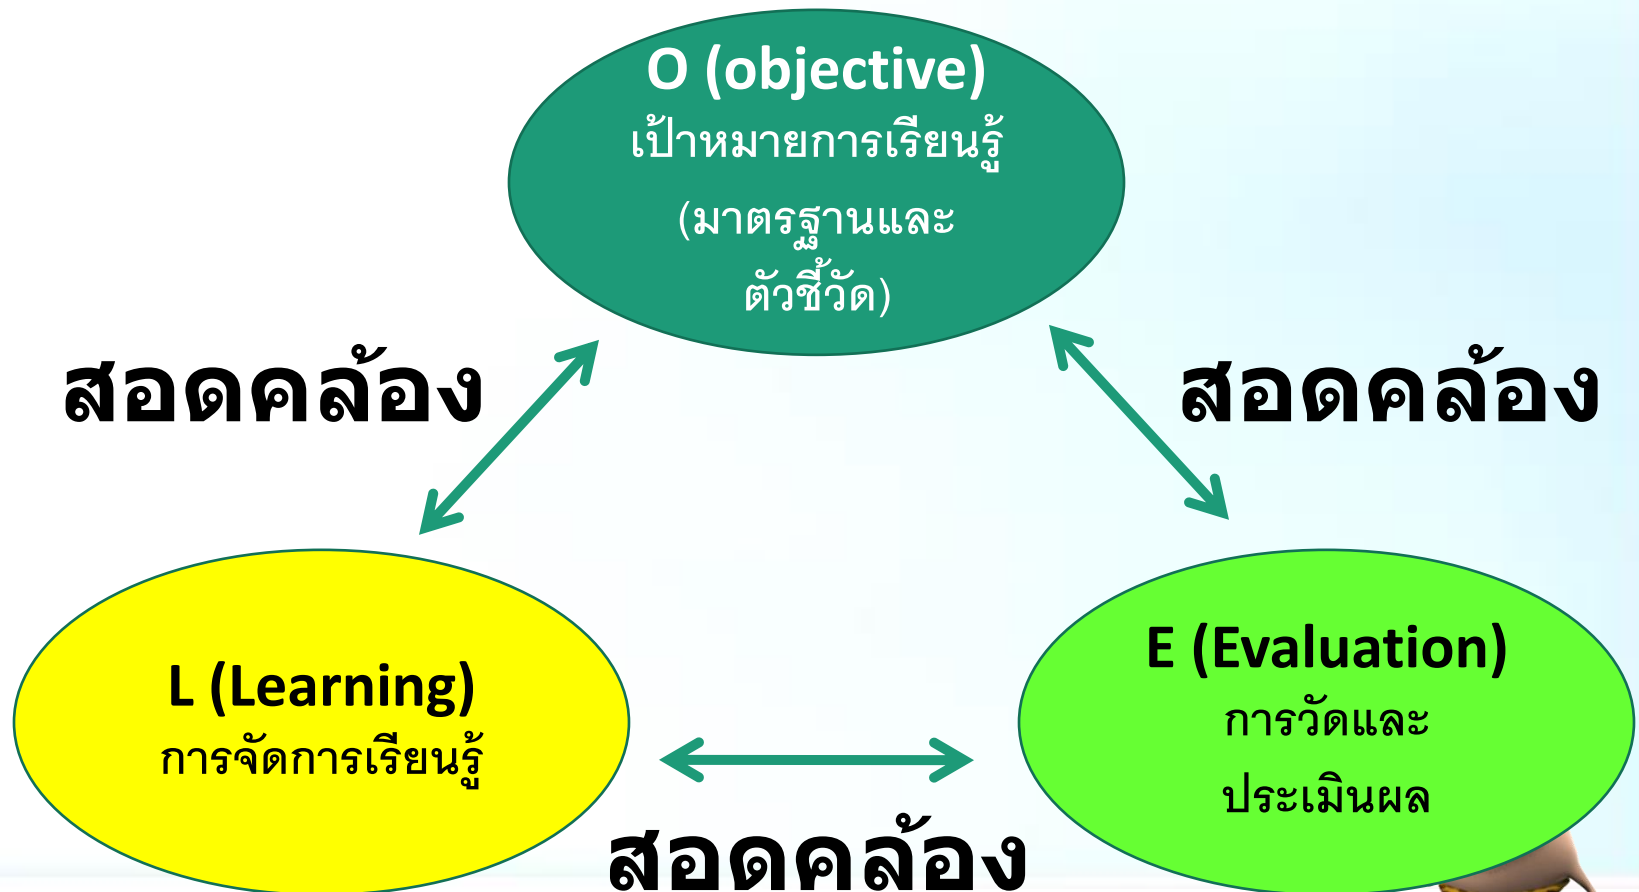 O (objective)
เป้าหมายการเรียนรู้
(มาตรฐานและ
ตัวชี้วัด)
สอดคล้อง
สอดคล้อง
L (Learning)
การจัดการเรียนรู้
E (Evaluation)
การวัดและ
ประเมินผล
สอดคล้อง